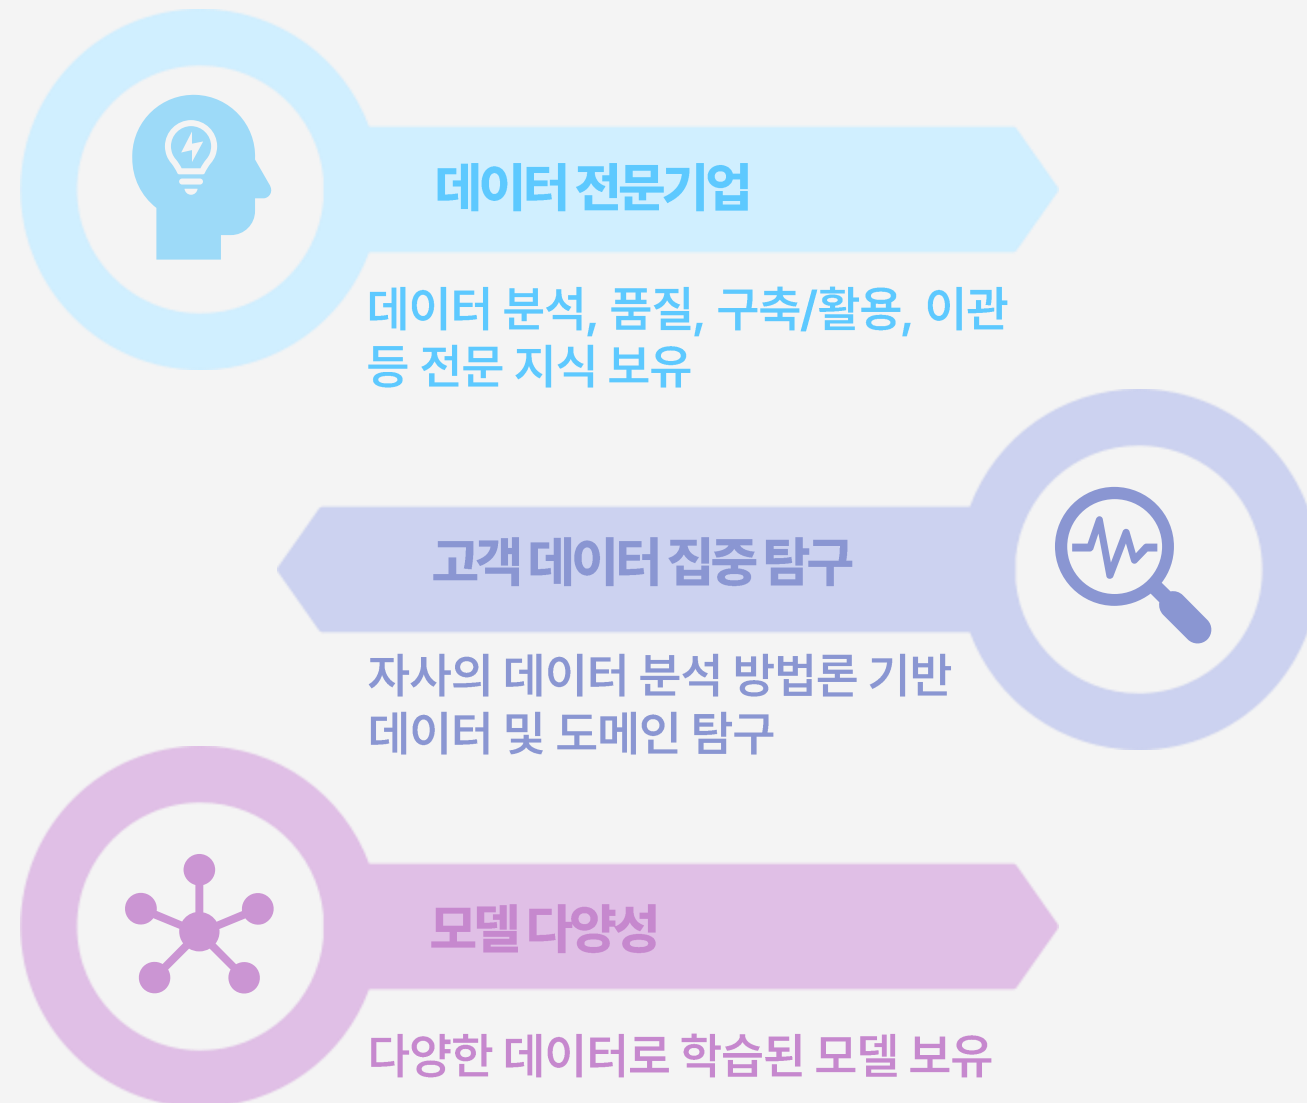 데이터 전문기업
데이터 분석, 품질, 구축/활용, 이관
등 전문 지식 보유
고객 데이터 집중 탐구
자사의 데이터 분석 방법론 기반
데이터 및 도메인 탐구
모델 다양성
다양한 데이터로 학습된 모델 보유